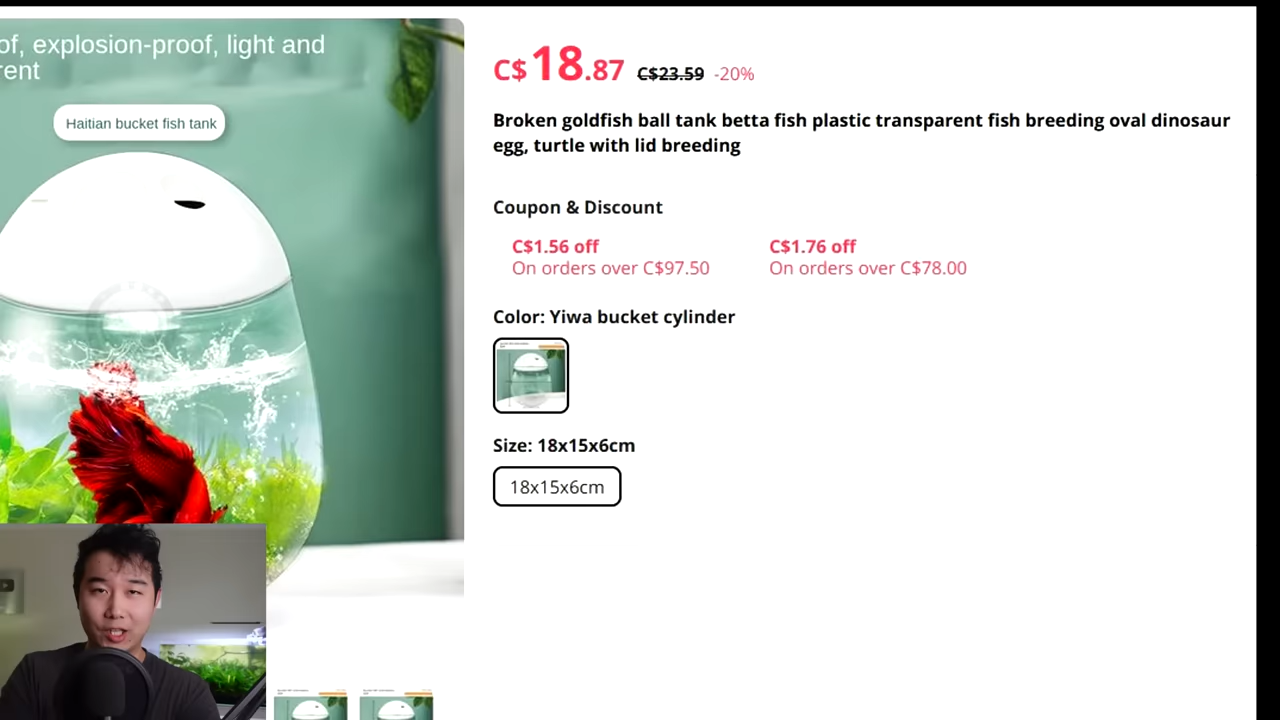 of, explosion-proof, light and
rent
Haitian bucket fish tank
C$18.87 C$23.59 -20%
Broken goldfish ball tank betta fish plastic transparent fish breeding oval dinosaur
egg, turtle with lid breeding
Coupon & Discount
C$1.56 off
On orders over C$97.50
C$1.76 off
On orders over C$78.00
Color: Yiwa bucket cylinder
Size: 18x15x6cm
18x15x6cm